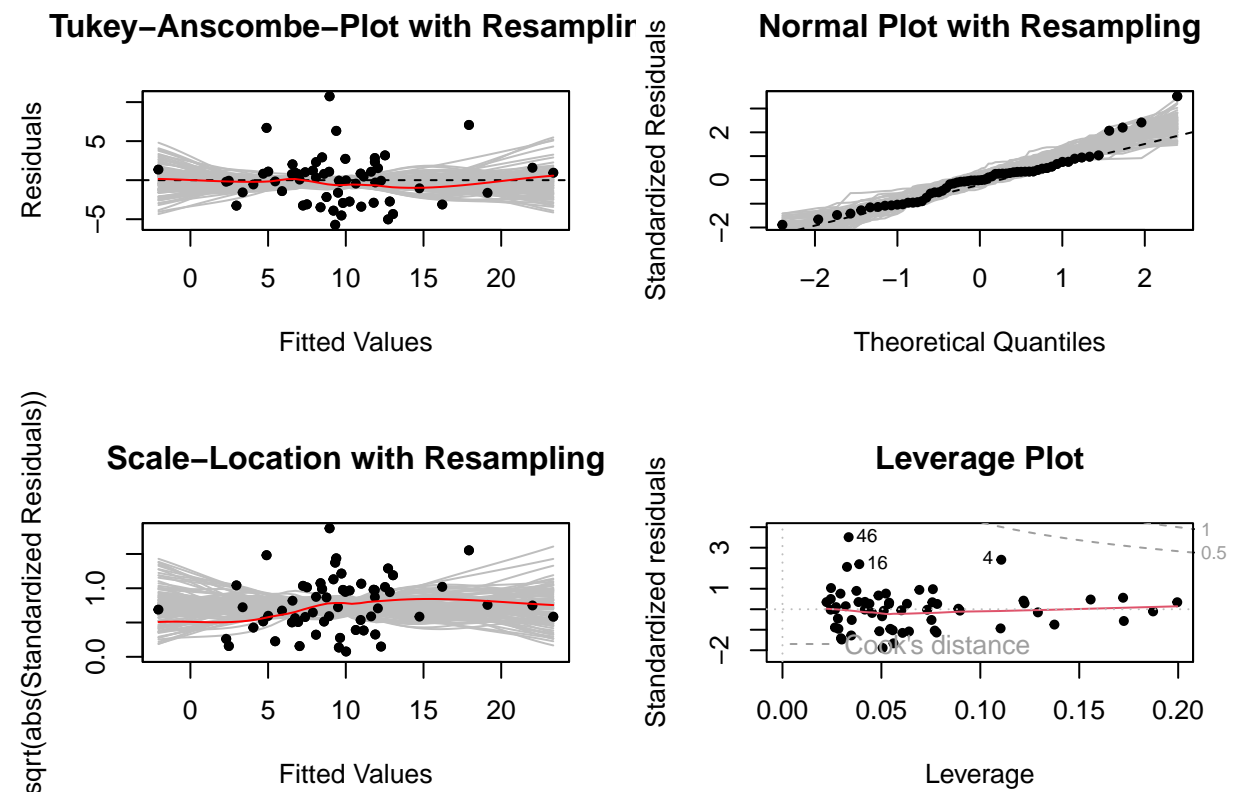 Tukey−Anscombe−Plot with Resamplin
Residuals
5
−5
0 5 10 15 20
Fitted Values
Normal Plot with Resampling
Standardized Residuals
2
0
−2
−2 −1 0 1 2
Theoretical Quantiles
Scale−Location with Resampling
sqrt(abs(Standardized Residuals))
1.0
0.0
0 5 10 15 20
Fitted Values
Leverage Plot
Standardized residuals
3
1
−2
46
16
4
1
0.5
Cook's distance
0.00 0.05 0.10 0.15 0.20
Leverage